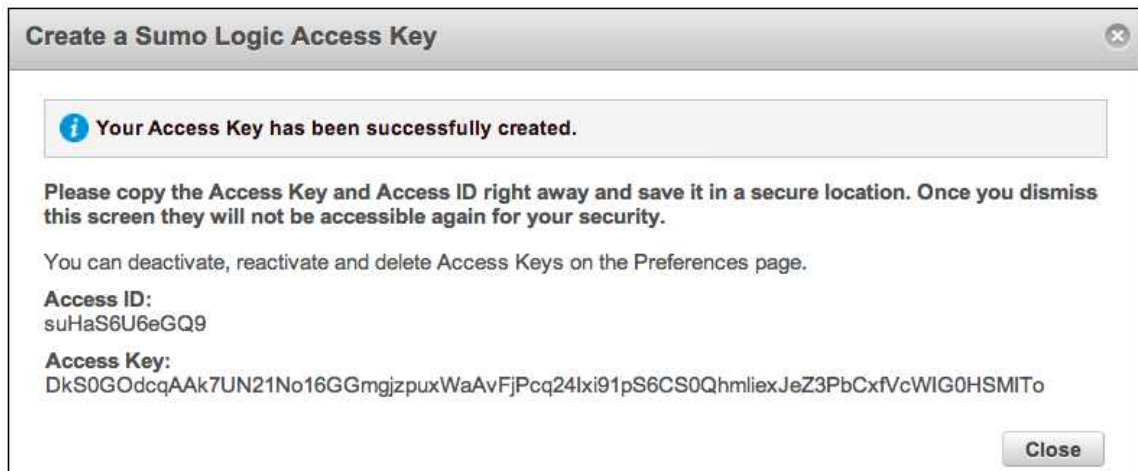 Create a Sumo Logic Access Key
Your Access Key has been successfully created.
Please copy the Access Key and Access ID right away and save it in a secure location. Once you dismiss
this screen they will not be accessible again for your security.
You can deactivate, reactivate and delete Access Keys on the Preferences page.
Access ID:
suHaS6U6eGQ9
Access Key:
DkS0GOdcqAAk7UN21No16GGmgjzpuxWaAvFjPcq24Ixi91pS6CS0QhmliexJeZ3PbCxfVcWIG0HSMITo
Close